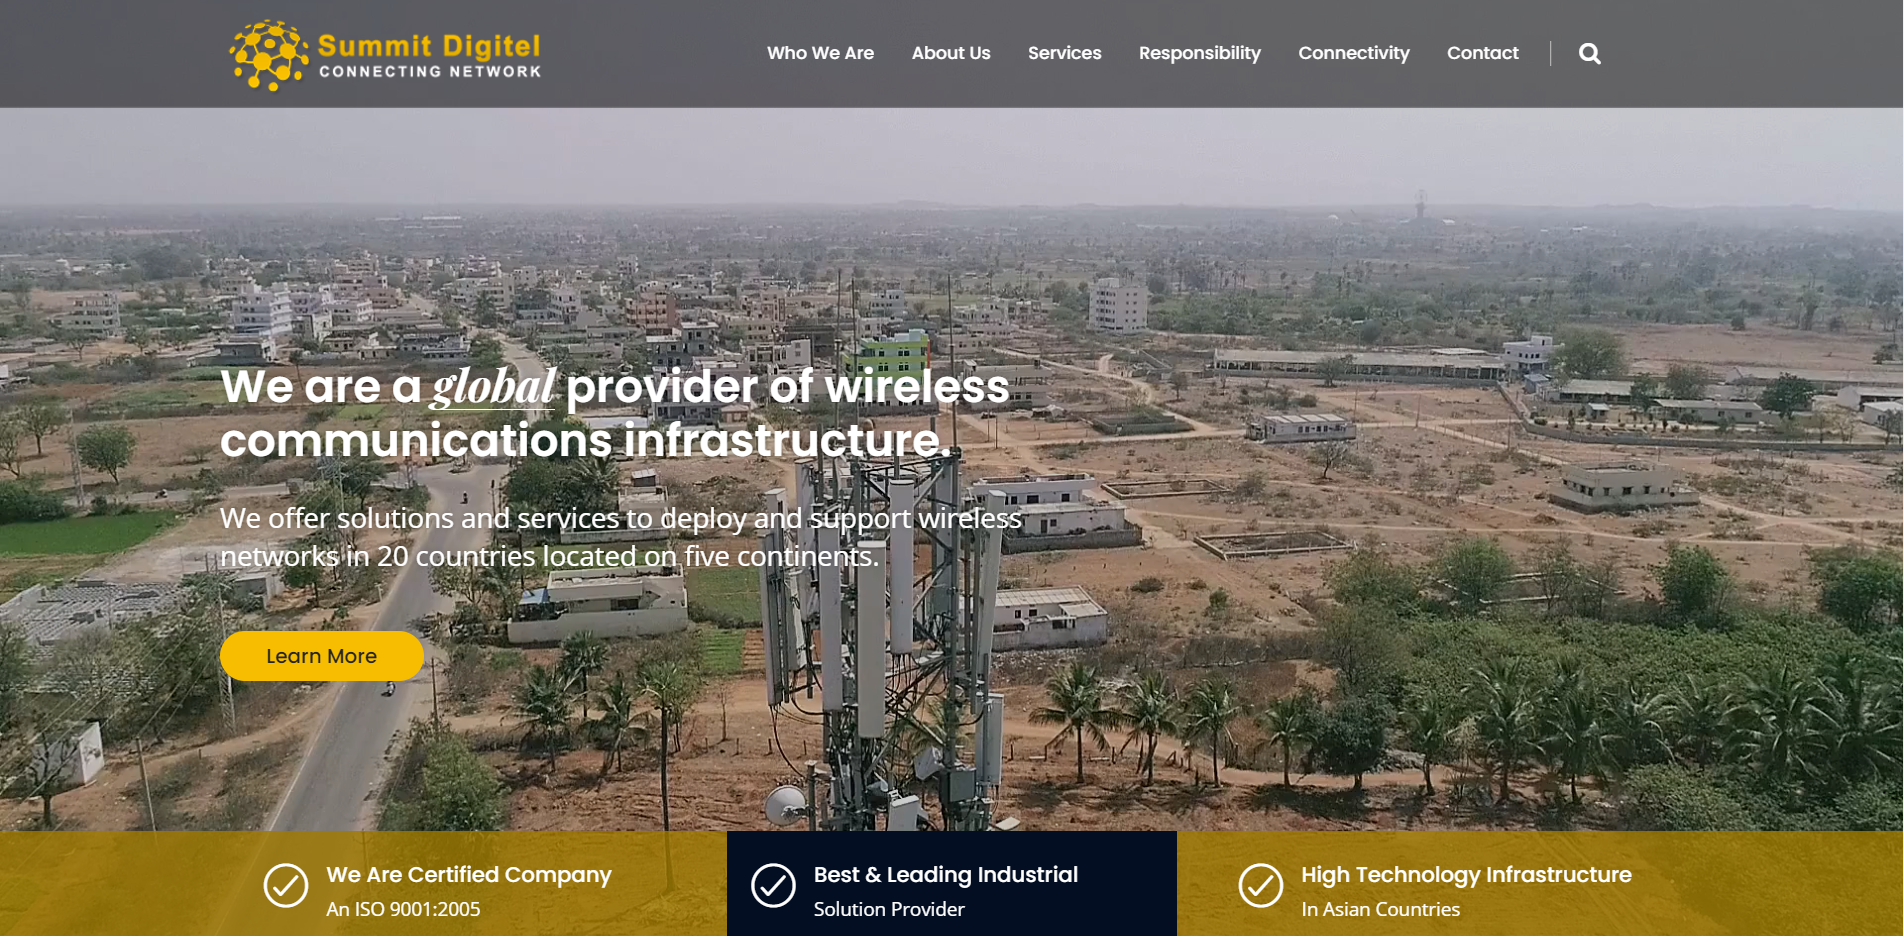 Summit Digitel
CONNECTING NETWORK
Who We Are
About Us
Services
Responsibility
Connectivity
Contact
We are a global provider of wireless
communications infrastructure.
We offer solutions and services to deploy and support wireless
networks in 20 countries located on five continents.
Learn More
We Are Certified Company
An ISO 9001:2005
Best & Leading Industrial
Solution Provider
High Technology Infrastructure
In Asian Countries